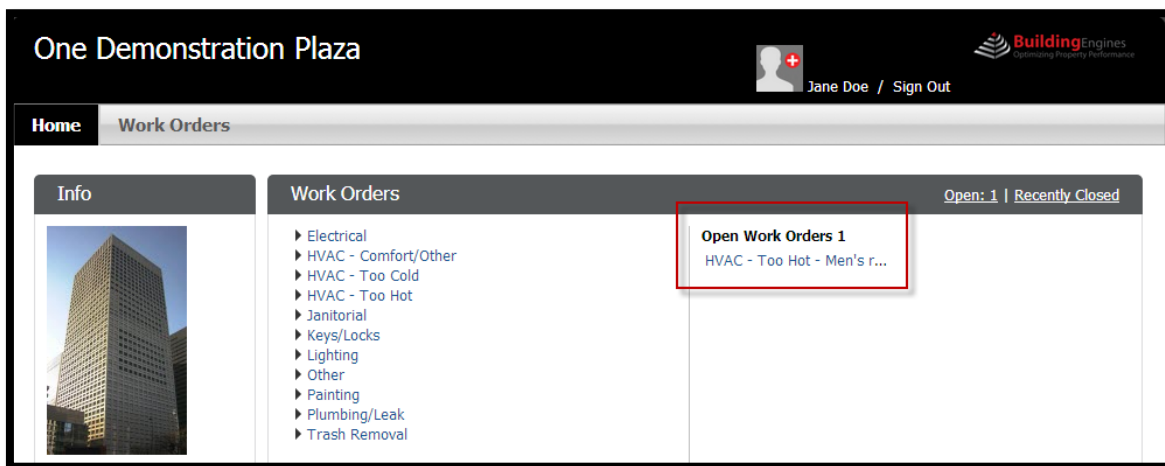 One Demonstration Plaza
BuildingEngines
Optimizing Property Performance
Jane Doe / Sign Out
Home Work Orders
Info
Work Orders
Open: 1 | Recently Closed
Electrical
HVAC - Comfort/Other
HVAC - Too Cold
HVAC - Too Hot
Janitorial
Keys/Locks
Lighting
Other
Painting
Plumbing/Leak
Trash Removal
Open Work Orders 1
HVAC - Too Hot - Men's r...